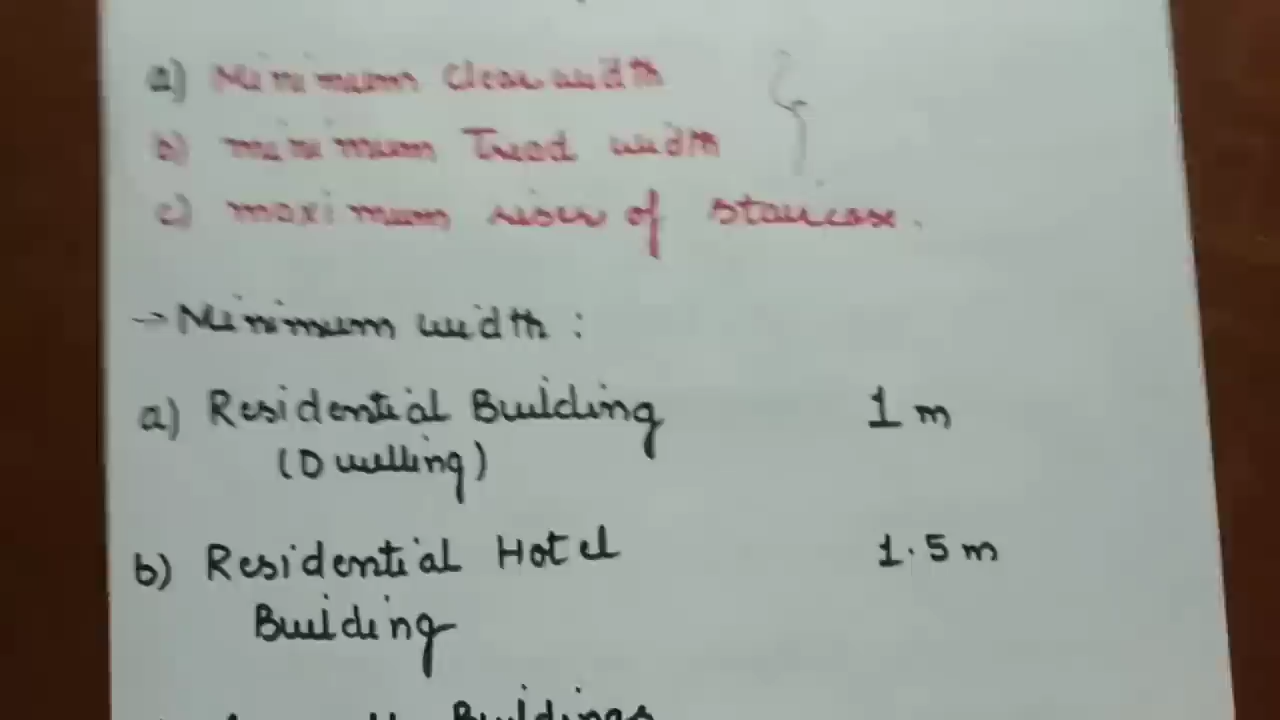 a) Minimum Clear width
b) minimum Tread width
c) maximum riser of staircase.
→ Minimum width :
a) Residential Building 1 m
(Dwelling)
b) Residential Hotel 1.5 m
Building
Buildings